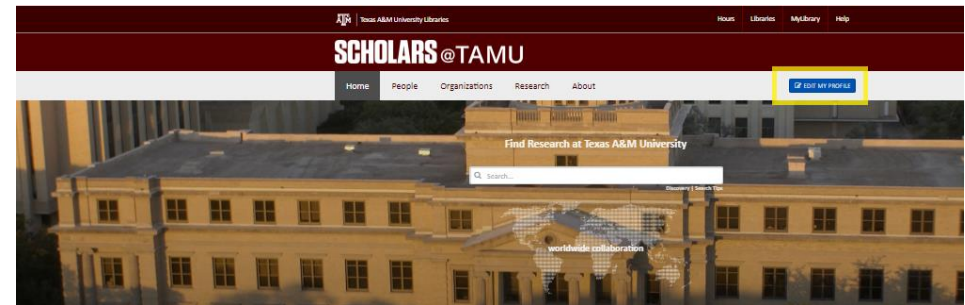 ĀM | Texas A&M University Libraries
Hours Libraries MyLibrary Help
SCHOLARS @TAMU
Home People Organizations Research About
EDIT MY PROFILE
Find Research at Texas A&M University
Search...
Discovery | Search Tips
worldwide collaboration